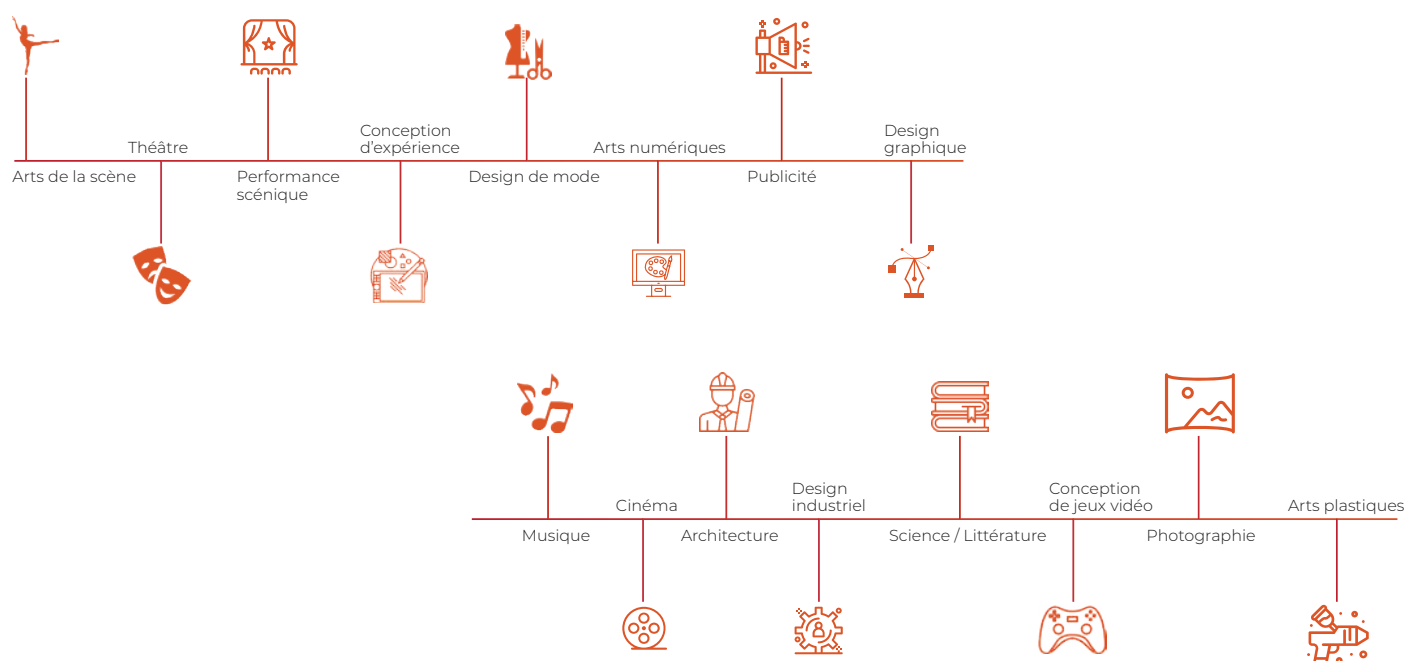 Arts de la scène
Théâtre
Performance
scénique
Conception
d'expérience
Design de mode
Arts numériques
Publicité
Design
graphique
Musique
Cinéma
Architecture
Design
industriel
Science / Littérature
Conception
de jeux vidéo
Photographie
Arts plastiques